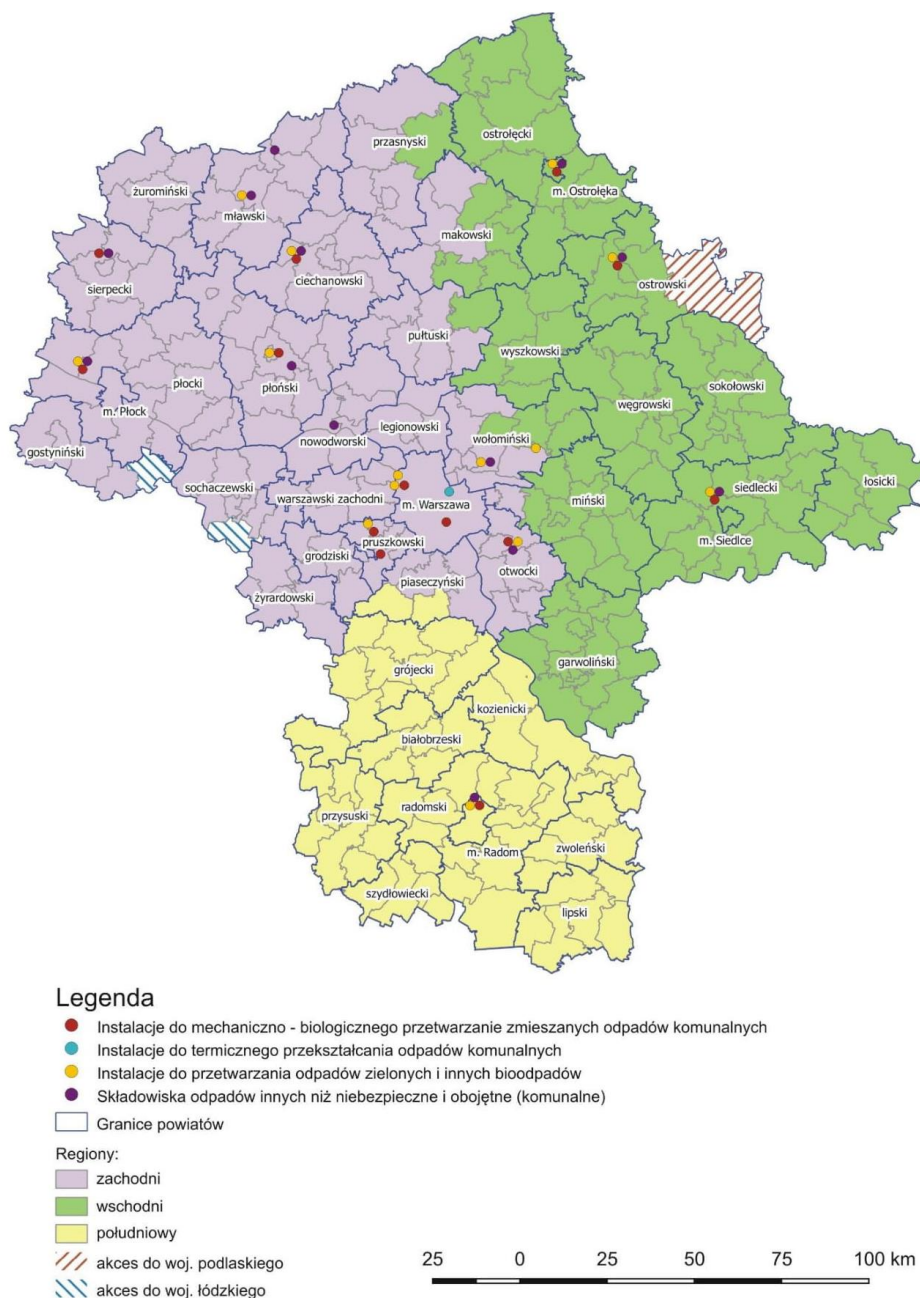 ostrołęcki
przasnyski
m. Ostrołęka
żuromiński
mławski
makowski
ciechanowski
ostrowski
sierpecki
pułtuski
wyszkowski
sokołowski
płocki
płoński
węgrowski
m. Płock
legionowski
wołomiński
nowodworski
gostyniński
siedlecki
łosicki
sochaczewski
warszawski zachodni
m. Warszawa
miński
m. Siedlce
pruszkowski
grodziski
otwocki
piaseczyński
żyrardowski
garwoliński
grójecki
kozienicki
białobrzeski
radomski
przysuski
zwoleński
m. Radom
szydłowiecki
lipski
Legenda
Instalacje do mechaniczno - biologicznego przetwarzanie zmieszanych odpadów komunalnych
Instalacje do termicznego przekształcania odpadów komunalnych
Instalacje do przetwarzania odpadów zielonych i innych bioodpadów
Składowiska odpadów innych niż niebezpieczne i obojętne (komunalne)
Granice powiatów
Regiony:
zachodni
wschodni
południowy
akces do woj. podlaskiego
akces do woj. łódzkiego
25 0 25 50 75 100 km